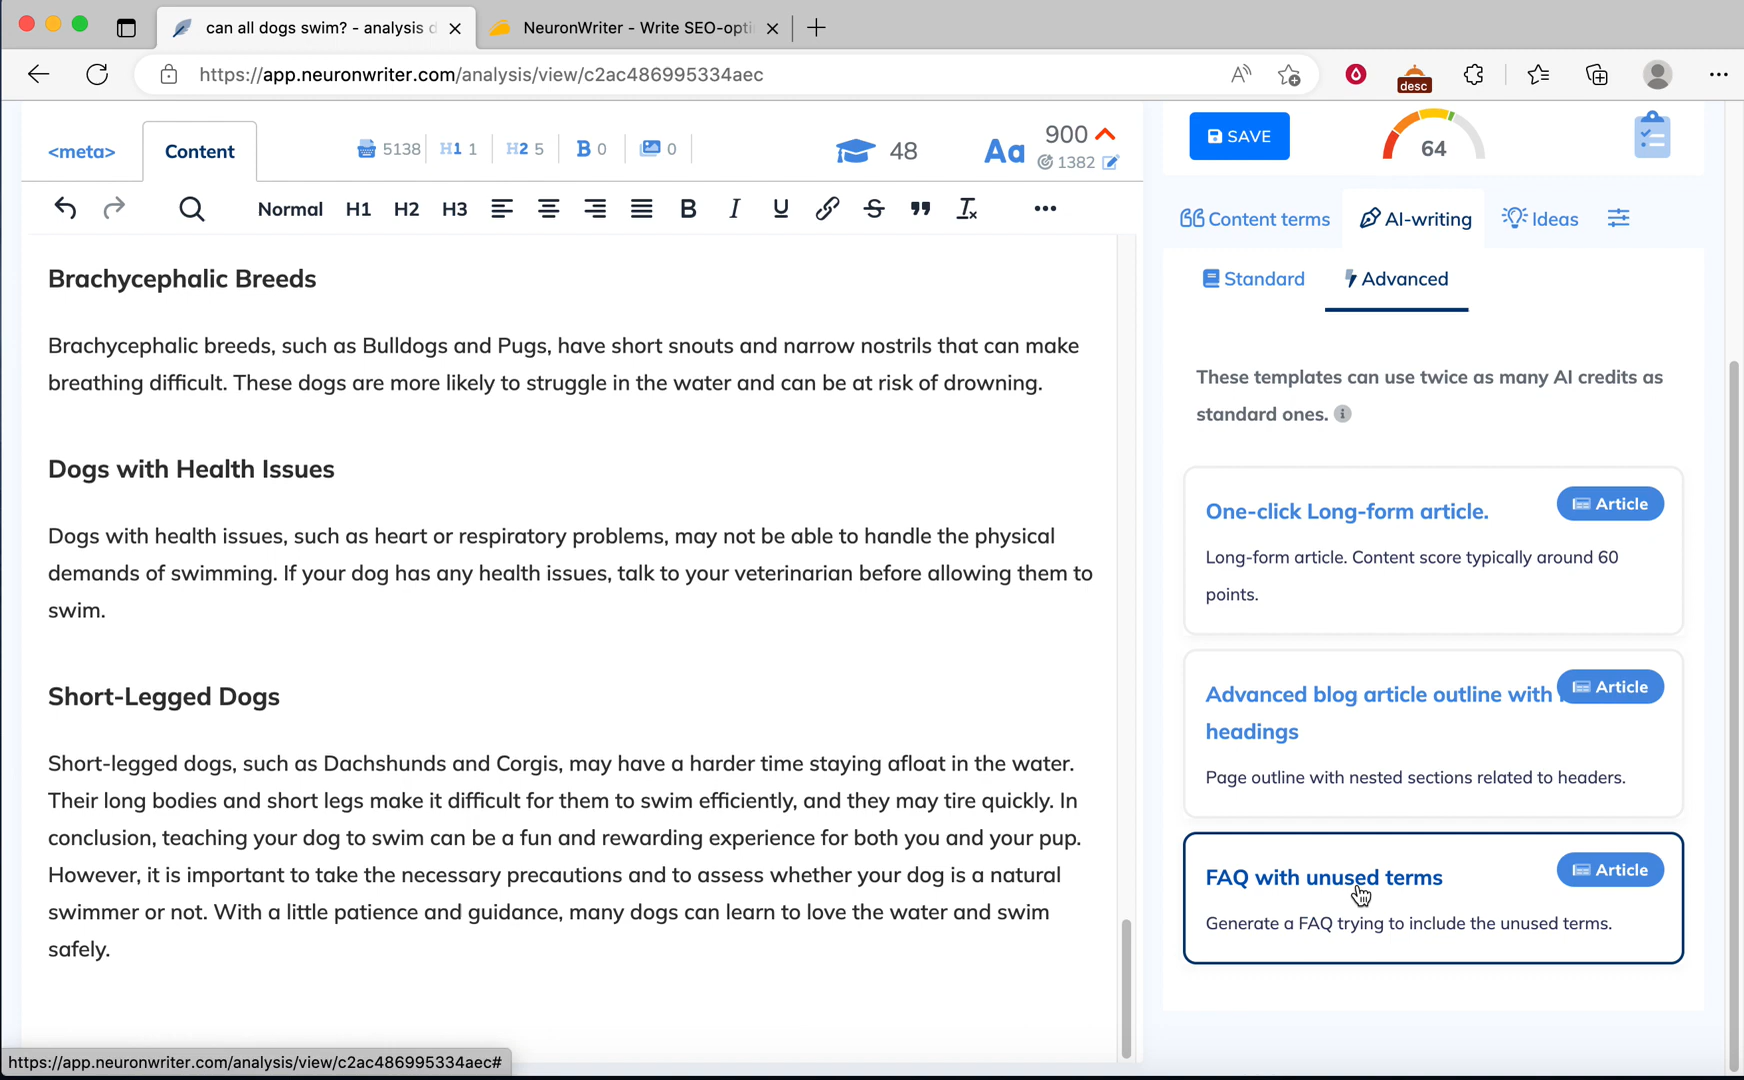 can all dogs swim? - analysis
NeuronWriter - Write SEO-opti
https://app.neuronwriter.com/analysis/view/c2ac486995334aec
desc
<meta>
Content
5138
H1 1
H2 5
B 0
0
48
Aa
900
1382
SAVE
64
Normal
H1
H2
H3
B
I
U
Content terms
AI-writing
Ideas
Standard
Advanced
Brachycephalic Breeds
Brachycephalic breeds, such as Bulldogs and Pugs, have short snouts and narrow nostrils that can make
breathing difficult. These dogs are more likely to struggle in the water and can be at risk of drowning.
Dogs with Health Issues
Dogs with health issues, such as heart or respiratory problems, may not be able to handle the physical
demands of swimming. If your dog has any health issues, talk to your veterinarian before allowing them to
swim.
Short-Legged Dogs
Short-legged dogs, such as Dachshunds and Corgis, may have a harder time staying afloat in the water.
Their long bodies and short legs make it difficult for them to swim efficiently, and they may tire quickly. In
conclusion, teaching your dog to swim can be a fun and rewarding experience for both you and your pup.
However, it is important to take the necessary precautions and to assess whether your dog is a natural
swimmer or not. With a little patience and guidance, many dogs can learn to love the water and swim
safely.
These templates can use twice as many AI credits as
standard ones.
One-click Long-form article.
Article
Long-form article. Content score typically around 60
points.
Advanced blog article outline with
Article
headings
Page outline with nested sections related to headers.
FAQ with unused terms
Article
Generate a FAQ trying to include the unused terms.
https://app.neuronwriter.com/analysis/view/c2ac486995334aec#